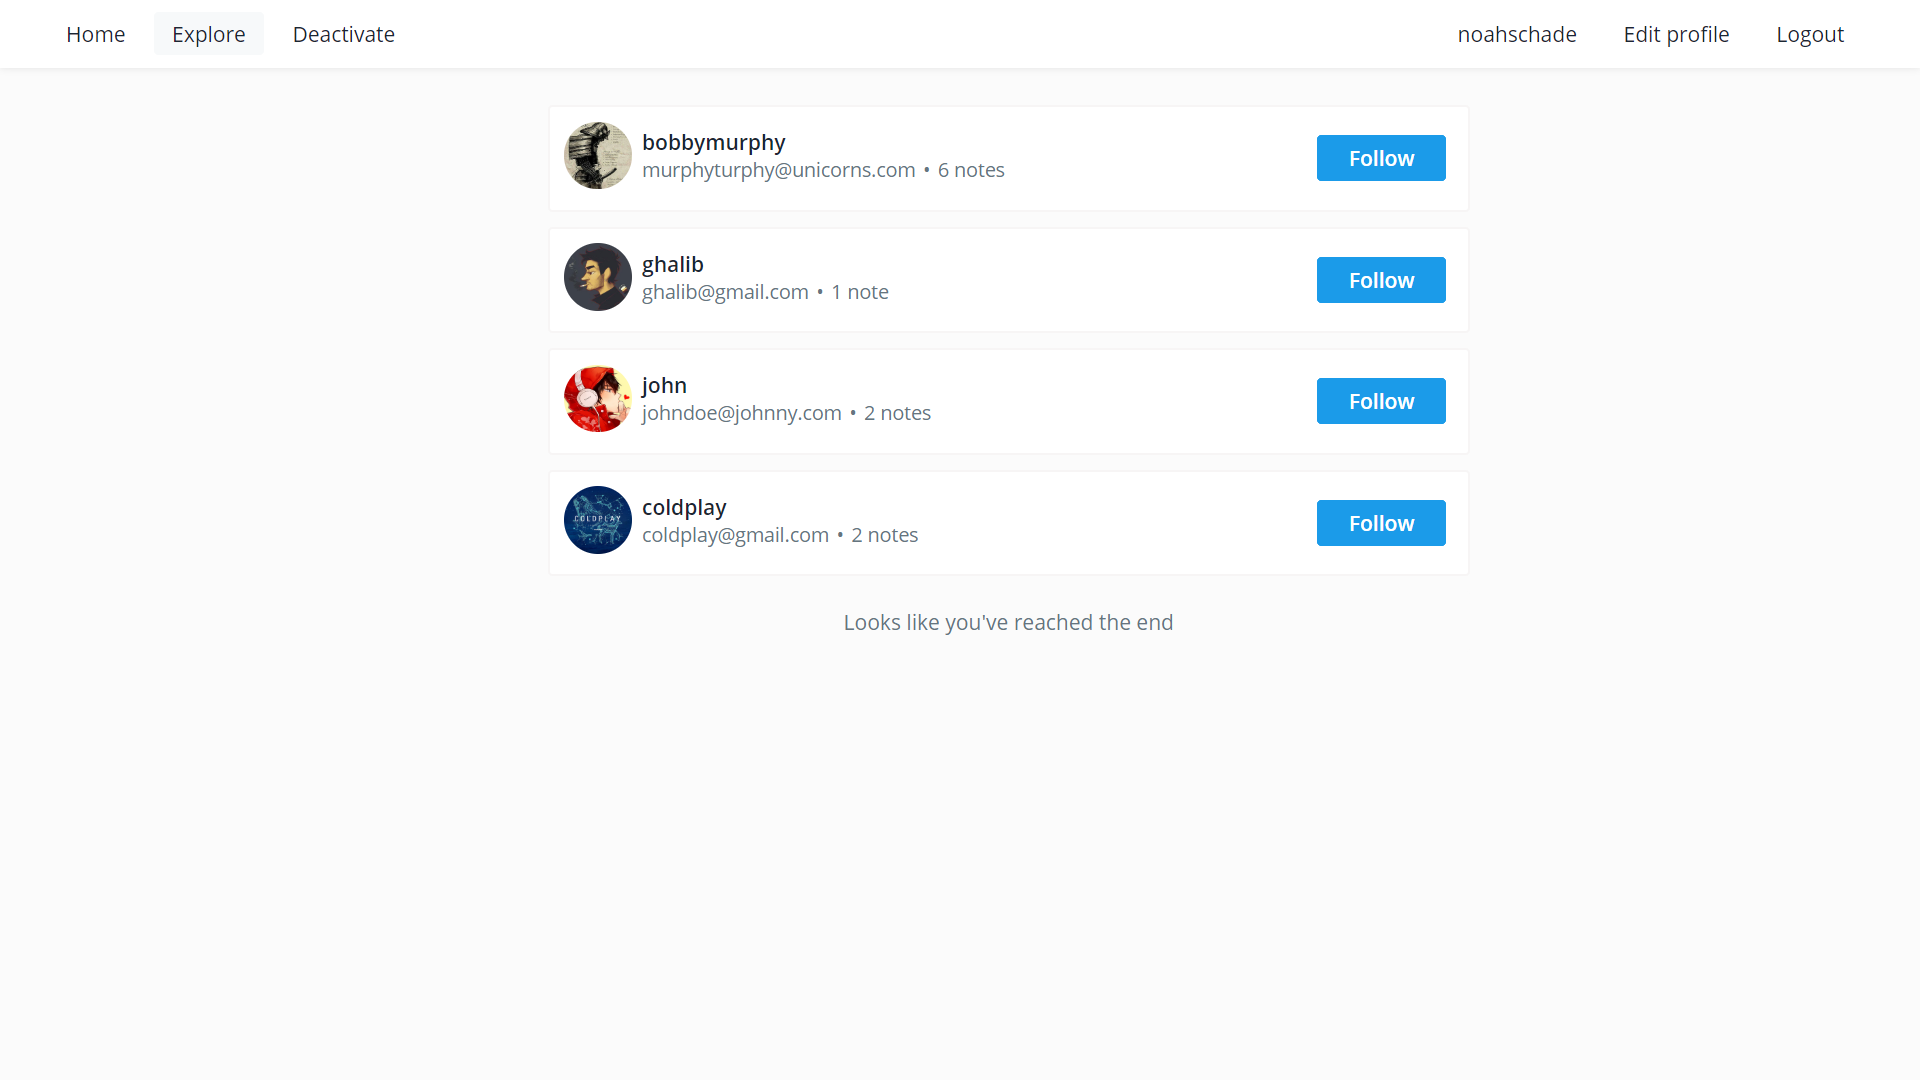 Home Explore Deactivate noahschade Edit profile Logout
bobbymurphy
murphyturphy@unicorns.com • 6 notes
Follow
ghalib
ghalib@gmail.com • 1 note
Follow
john
johndoe@johnny.com • 2 notes
Follow
COLDPLAY
coldplay
coldplay@gmail.com • 2 notes
Follow
Looks like you've reached the end